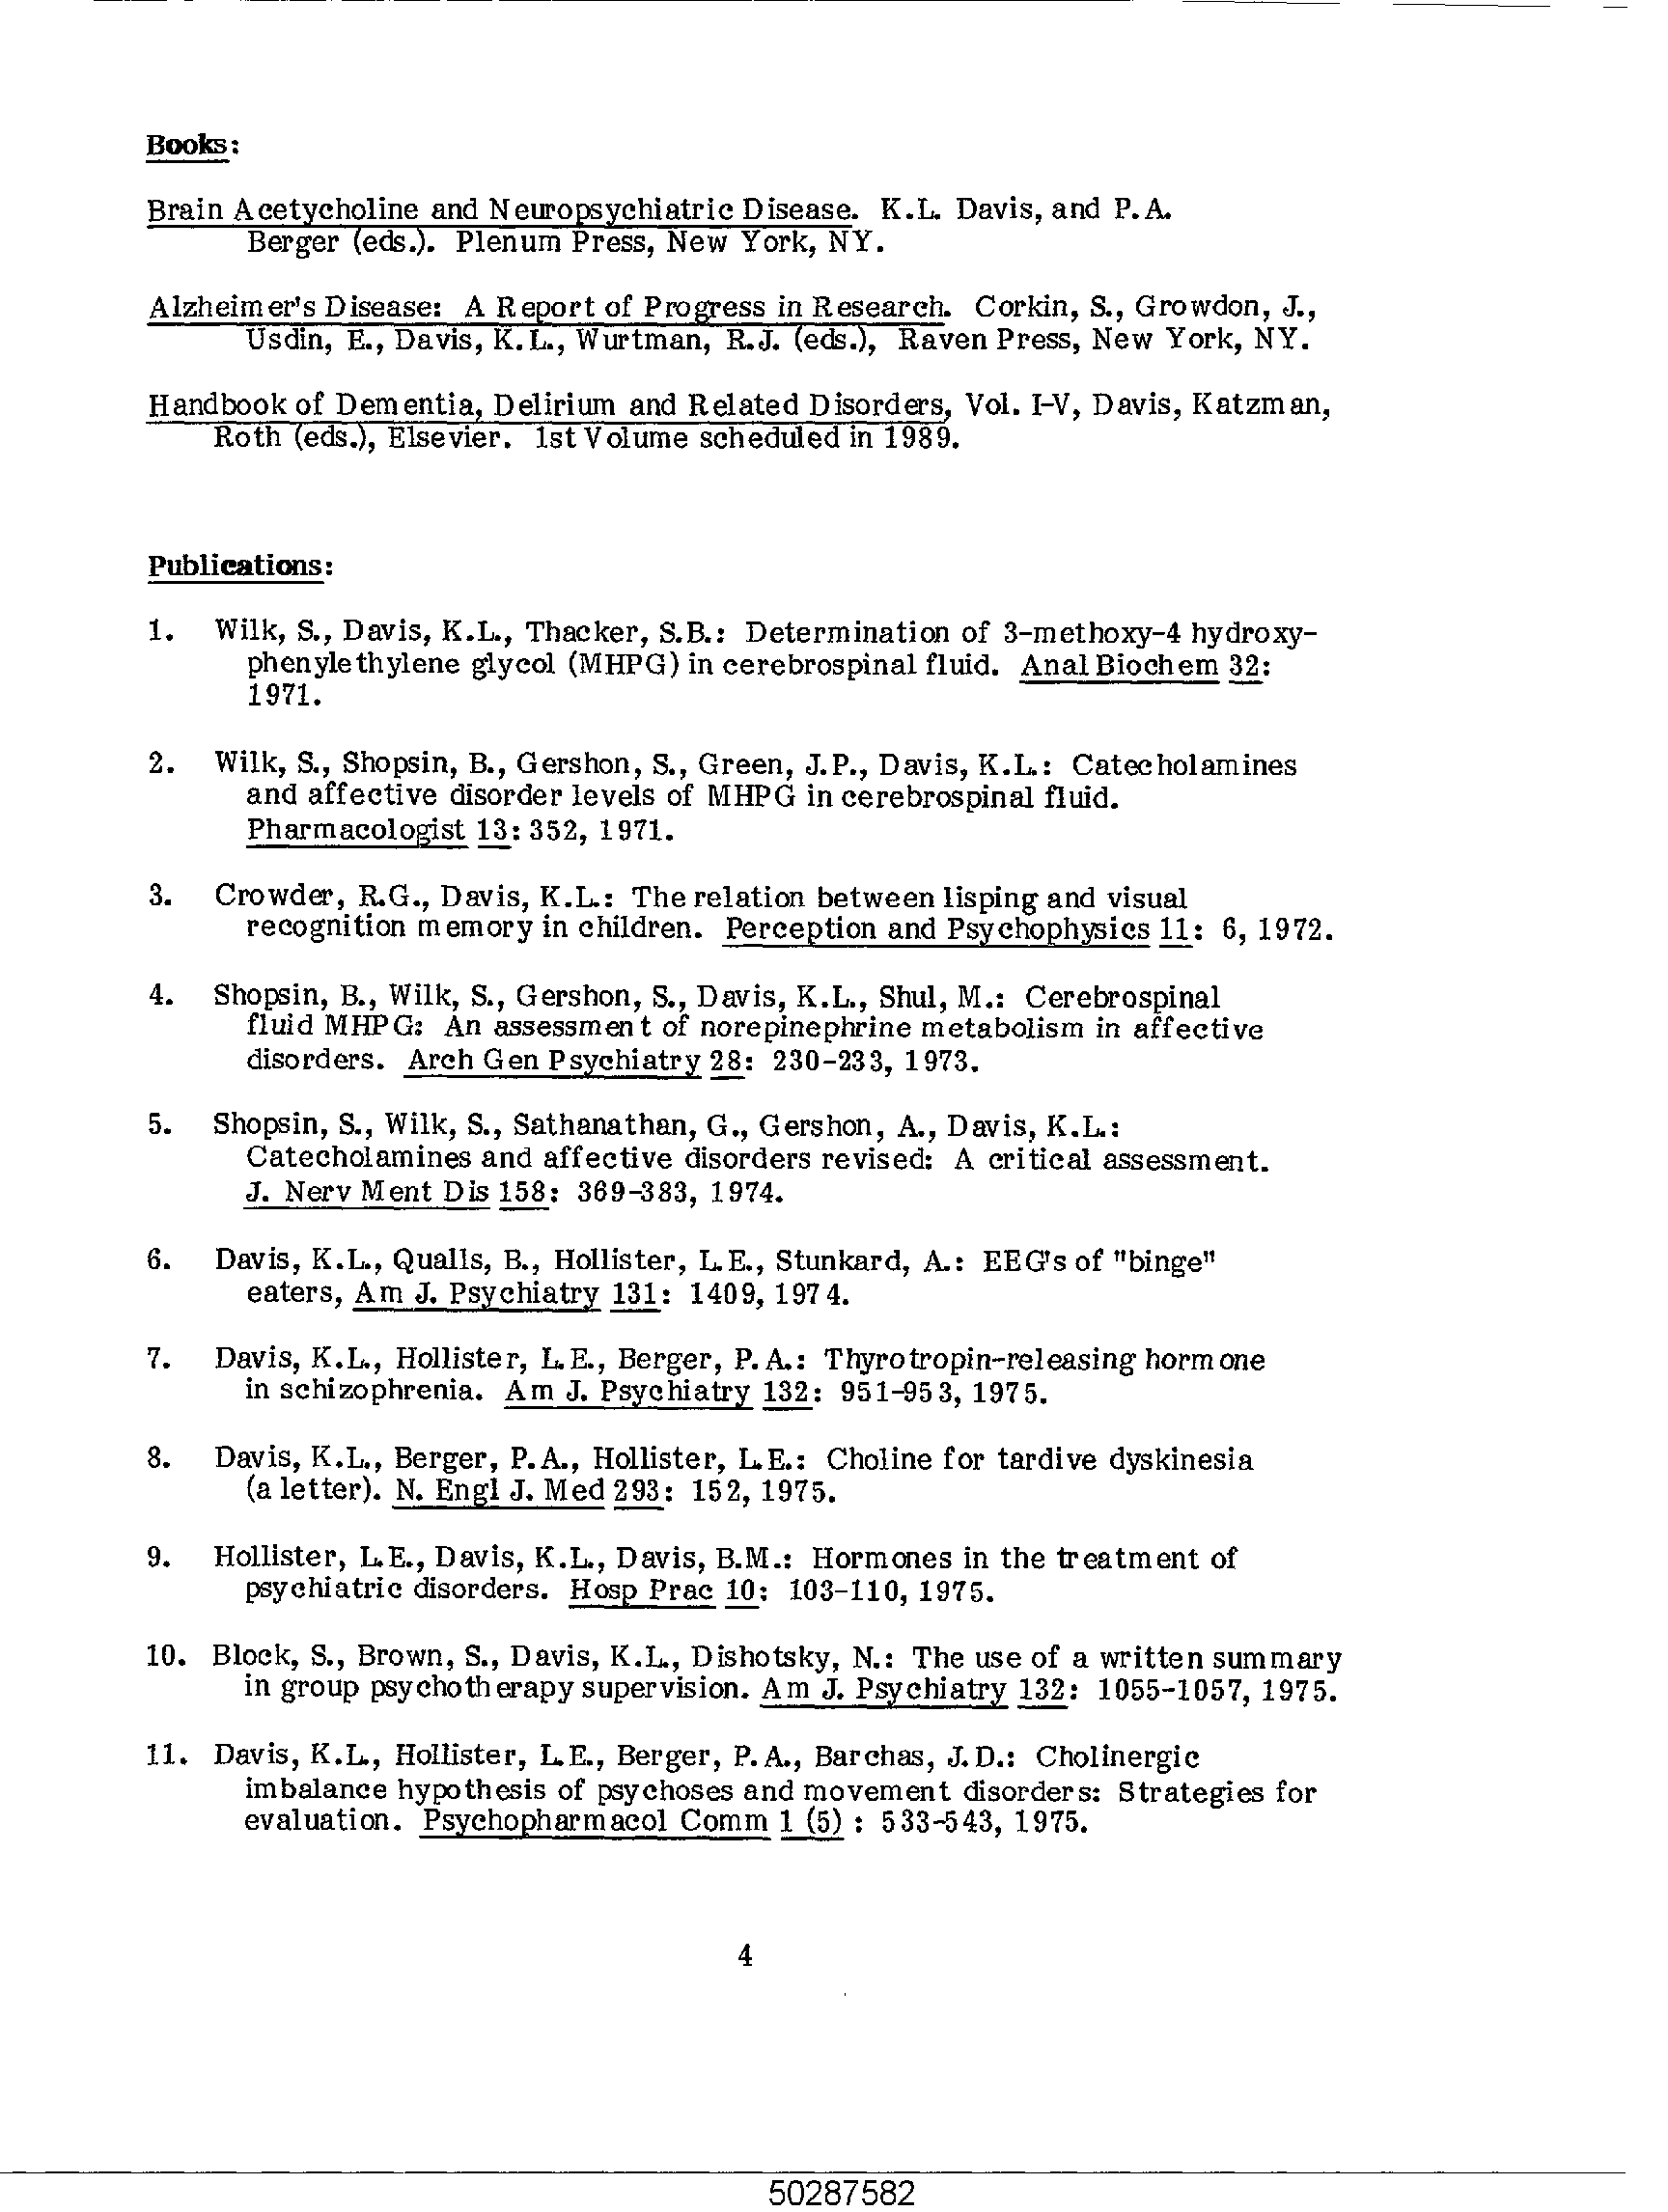 Books:
Brain Acetycholine and Neuropsychiatric Disease. K.L. Davis, and P.A.
Berger (eds.). Plenum Press, New York, NY.
Alzheimer's Disease: A Report of Progress in Research. Corkin, S., Growdon, J.,
Usdin, E., Davis, K.L., Wurtman, R.J. (eds.), Raven Press, New York, NY.
Handbook of Dementia, Delirium and Related Disorders, Vol. I-V, Davis, Katzman,
Roth (eds.), Elsevier. 1st Volume scheduled in 1989.
Publications:
1. Wilk, S., Davis, K.L., Thacker, S.B.: Determination of 3-methoxy-4 hydroxy-
phenylethylene glycol (MHPG) in cerebrospinal fluid. Anal Biochem 32:
1971.
2. Wilk, S., Shopsin, B., Gershon, S., Green, J.P., Davis, K.L.: Catecholamines
and affective disorder levels of MHPG in cerebrospinal fluid.
Pharmacologist 13: 352, 1971.
3. Crowder, R.G., Davis, K.L.: The relation between lisping and visual
recognition memory in children. Perception and Psychophysics 11: 6, 1972.
4. Shopsin, B., Wilk, S., Gershon, S., Davis, K.L., Shul, M.: Cerebrospinal
fluid MHPG: An assessment of norepinephrine metabolism in affective
disorders. Arch Gen Psychiatry 28: 230-233, 1973.
5. Shopsin, S., Wilk, S., Sathanathan, G., Gershon, A., Davis, K.L.:
Catecholamines and affective disorders revised: A critical assessment.
J. Nerv Ment Dis 158: 369-383, 1974.
6. Davis, K.L., Qualls, B., Hollister, L.E., Stunkard, A.: EEG's of "binge"
eaters, Am J. Psychiatry 131: 1409, 1974.
7. Davis, K.L., Hollister, L.E., Berger, P.A.: Thyrotropin-releasing hormone
in schizophrenia. Am J. Psychiatry 132: 951-953, 1975.
8. Davis, K.L., Berger, P.A., Hollister, L.E.: Choline for tardive dyskinesia
(a letter). N. Engl J. Med 293: 152, 1975.
9. Hollister, L.E., Davis, K.L., Davis, B.M.: Hormones in the treatment of
psychiatric disorders. Hosp Prac 10: 103-110, 1975.
10. Block, S., Brown, S., Davis, K.L., Dishotsky, N.: The use of a written summary
in group psychotherapy supervision. Am J. Psychiatry 132: 1055-1057, 1975.
11. Davis, K.L., Hollister, L.E., Berger, P.A., Barchas, J.D.: Cholinergic
imbalance hypothesis of psychoses and movement disorders: Strategies for
evaluation. Psychopharmacol Comm 1 (5) : 533-543, 1975.
4
50287582